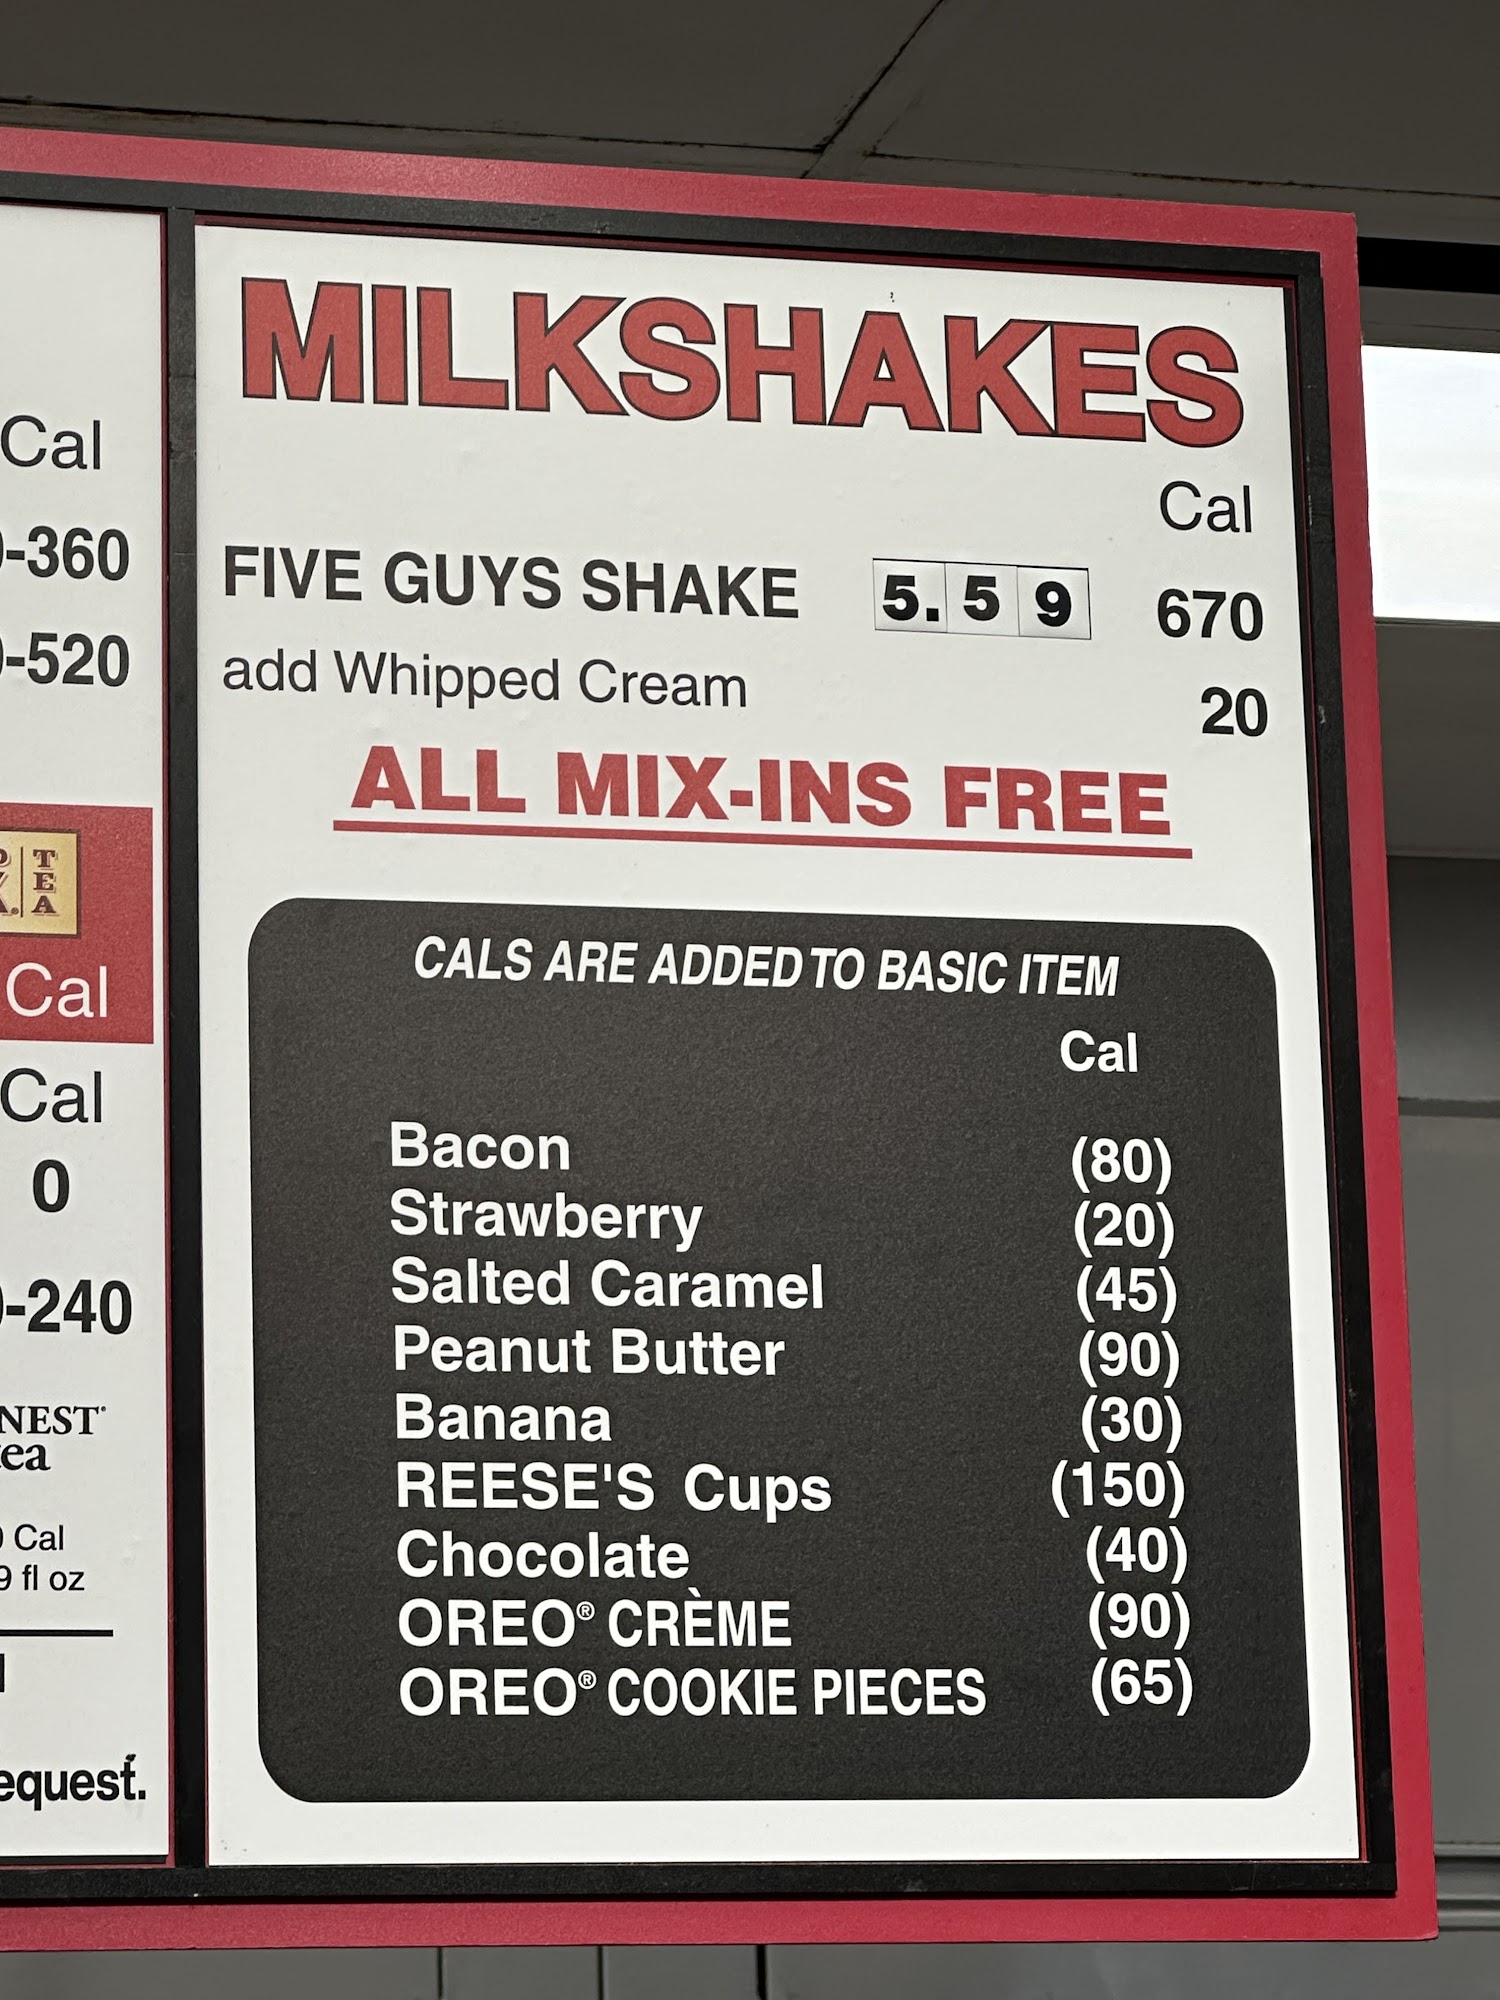 Cal
-360
-520
TEA
Cal
Cal
0
-240
NEST
ea
Cal
9 fl oz
equest.
MILKSHAKES
Cal
FIVE GUYS SHAKE 5.59 670
add Whipped Cream 20
ALL MIX-INS FREE
CALS ARE ADDED TO BASIC ITEM
Cal
Bacon (80)
Strawberry (20)
Salted Caramel (45)
Peanut Butter (90)
Banana (30)
REESE'S Cups (150)
Chocolate (40)
OREO® CRÈME (90)
OREO® COOKIE PIECES (65)